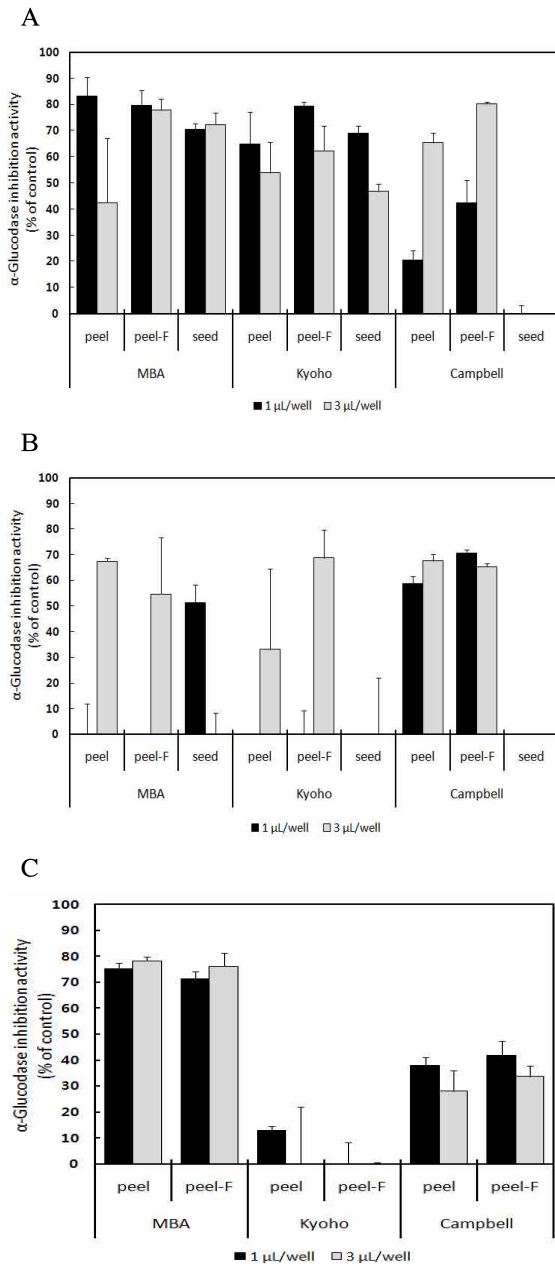 A
α-Glucodase inhibition activity
(% of control)
100
90
80
70
60
50
40
30
20
10
0
peel peel-F seed peel peel-F seed peel peel-F seed
MBA Kyoho Campbell
1 μL/well 3 μL/well
B
α-Glucodase inhibition activity
(% of control)
100
90
80
70
60
50
40
30
20
10
0
peel peel-F seed peel peel-F seed peel peel-F seed
MBA Kyoho Campbell
1 μL/well 3 μL/well
C
α-Glucodase inhibition activity
(% of control)
100
90
80
70
60
50
40
30
20
10
0
peel peel-F peel peel-F peel peel-F
MBA Kyoho Campbell
1 μL/well 3 μL/well